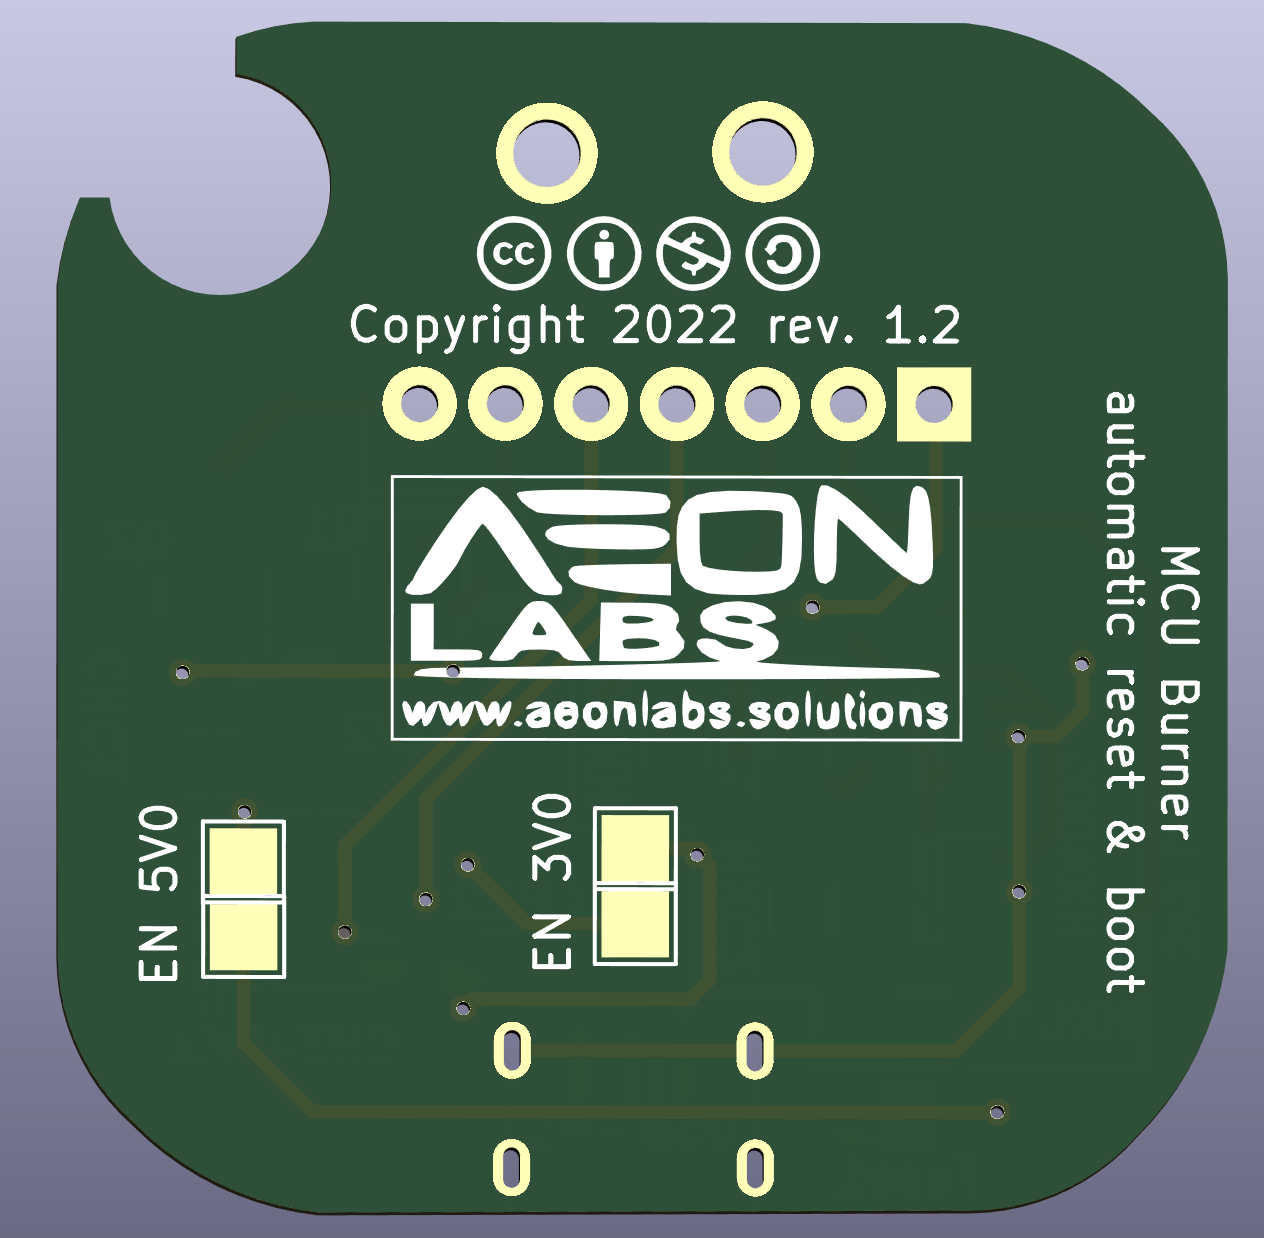 cc
Copyright 2022 rev. 1.2
AEON
LABS
www.aeonlabs.solutions
MCU Burner
automatic reset & boot
EN 5V0
EN 3V0